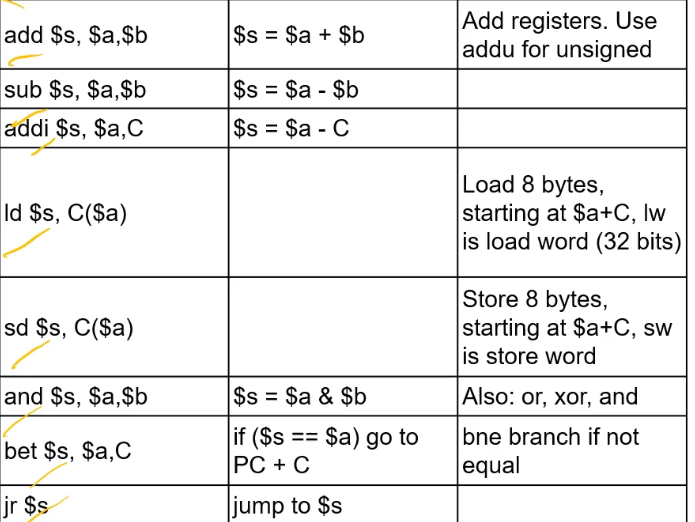 add $s, $a,$b
$s = $a + $b
Add registers. Use
addu for unsigned
sub $s, $a,$b
$s = $a - $b
addi $s, $a,C
$s = $a - C
ld $s, C($a)
Load 8 bytes,
starting at $a+C, lw
is load word (32 bits)
sd $s, C($a)
Store 8 bytes,
starting at $a+C, sw
is store word
and $s, $a,$b
$s = $a & $b
Also: or, xor, and
bet $s, $a,C
if ($s == $a) go to
PC + C
bne branch if not
equal
jr $s
jump to $s